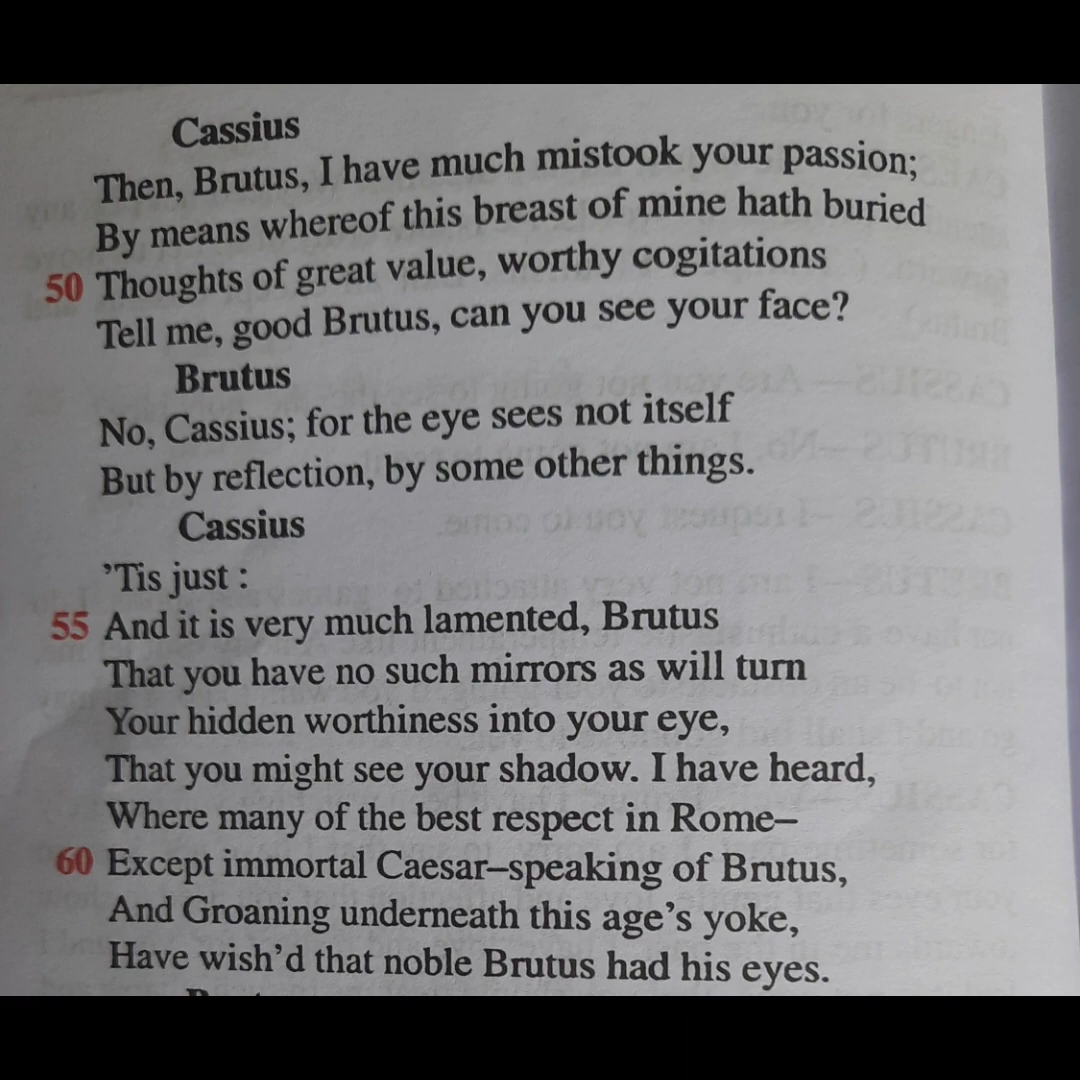 Cassius
Then, Brutus, I have much mistook your passion;
By means whereof this breast of mine hath buried
50 Thoughts of great value, worthy cogitations
Tell me, good Brutus, can you see your face?
Brutus
No, Cassius; for the eye sees not itself
But by reflection, by some other things.
Cassius
’Tis just :
55 And it is very much lamented, Brutus
That you have no such mirrors as will turn
Your hidden worthiness into your eye,
That you might see your shadow. I have heard,
Where many of the best respect in Rome–
60 Except immortal Caesar–speaking of Brutus,
And Groaning underneath this age’s yoke,
Have wish’d that noble Brutus had his eyes.